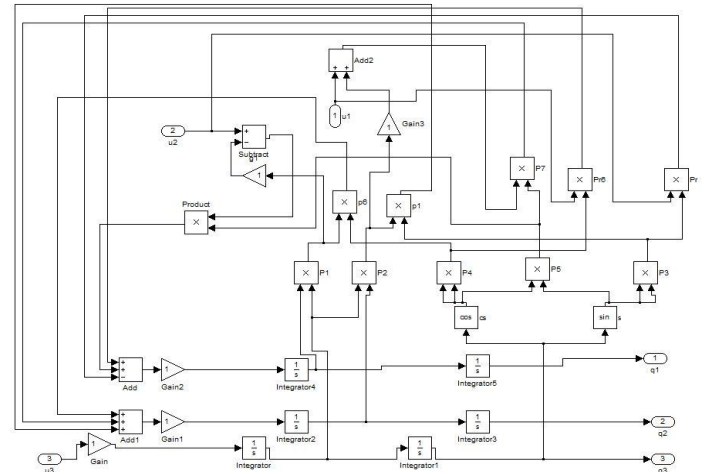 Add2
1
u1
1
Gain3
2
u2
Subtract
1
Product
P7
Pr6
Pr
p6
p1
P1
P2
P4
P5
P3
cos
cs
sin
s
Add
1
Gain2
1
s
Integrator4
1
s
Integrator5
1
q1
Add1
1
Gain1
1
s
Integrator2
1
s
Integrator3
2
q2
3
u3
1
Gain
1
s
Integrator
1
s
Integrator1
3
q3